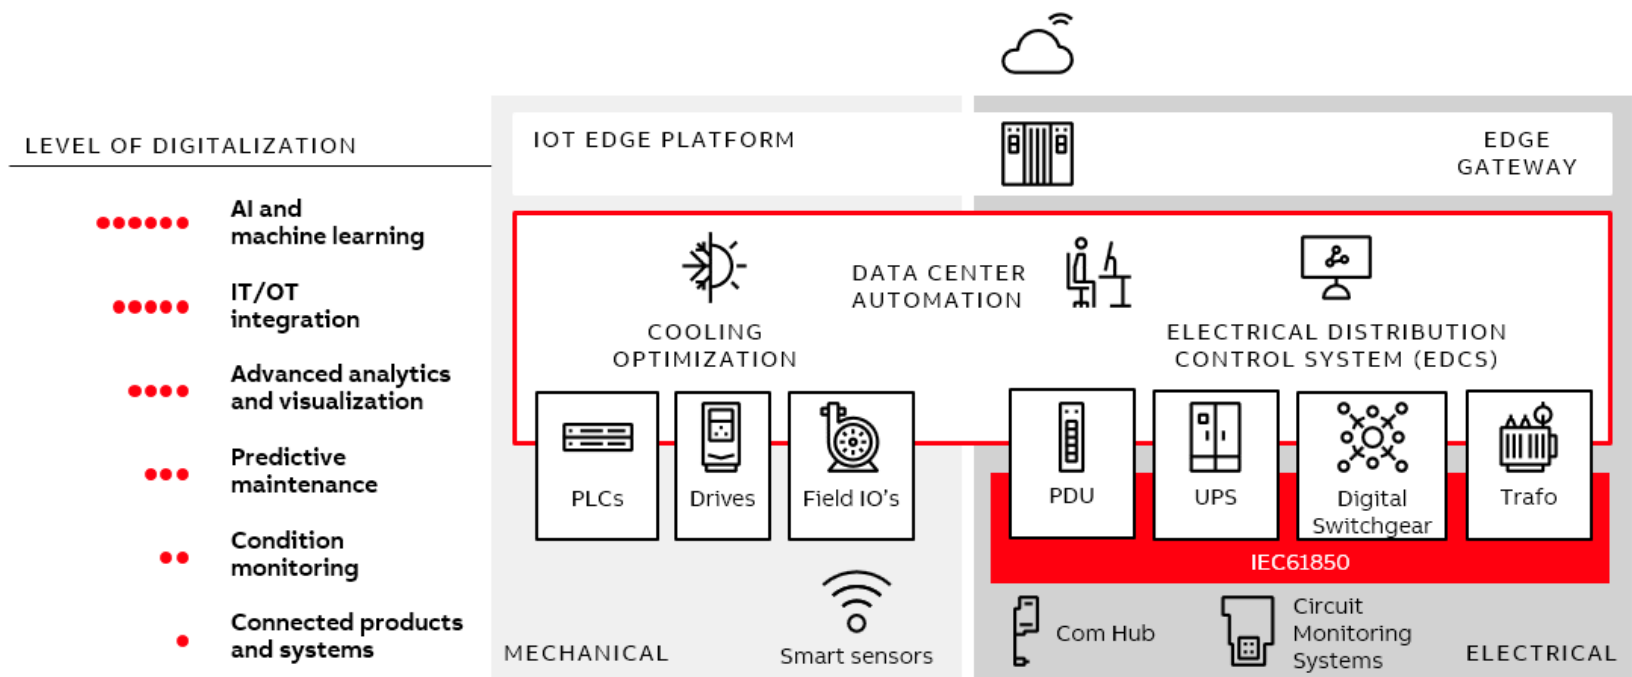 LEVEL OF DIGITALIZATION
AI and
machine learning
IT/OT
integration
Advanced analytics
and visualization
Predictive
maintenance
Condition
monitoring
Connected products
and systems
IOT EDGE PLATFORM
EDGE
GATEWAY
DATA CENTER
AUTOMATION
COOLING
OPTIMIZATION
ELECTRICAL DISTRIBUTION
CONTROL SYSTEM (EDCS)
PLCs
Drives
Field IO's
PDU
UPS
Digital
Switchgear
Trafo
IEC61850
MECHANICAL
Smart sensors
Com Hub
Circuit
Monitoring
Systems
ELECTRICAL